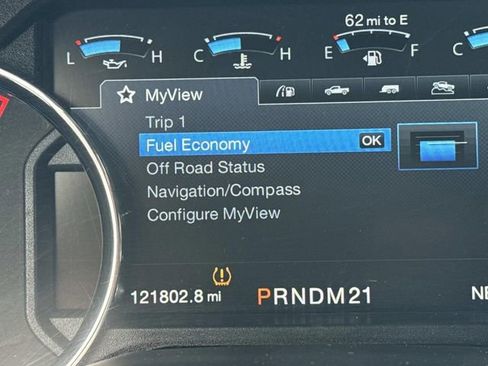 62 mi to E
L H C H E F C
MyView
Trip 1
Fuel Economy OK
Off Road Status
Navigation/Compass
Configure MyView
121802.8 mi PRNDM21 NE